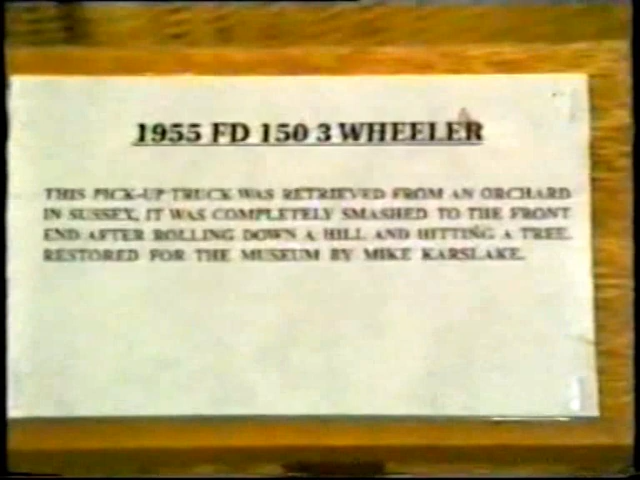 1955 FD 150 3 WHEELER
THIS PICK-UP TRUCK WAS RETRIEVED FROM AN ORCHARD
IN SUSSEX, IT WAS COMPLETELY SMASHED TO THE FRONT
END AFTER ROLLING DOWN A HILL AND HITTING A TREE.
RESTORED FOR THE MUSEUM BY MIKE KARSLAKE.